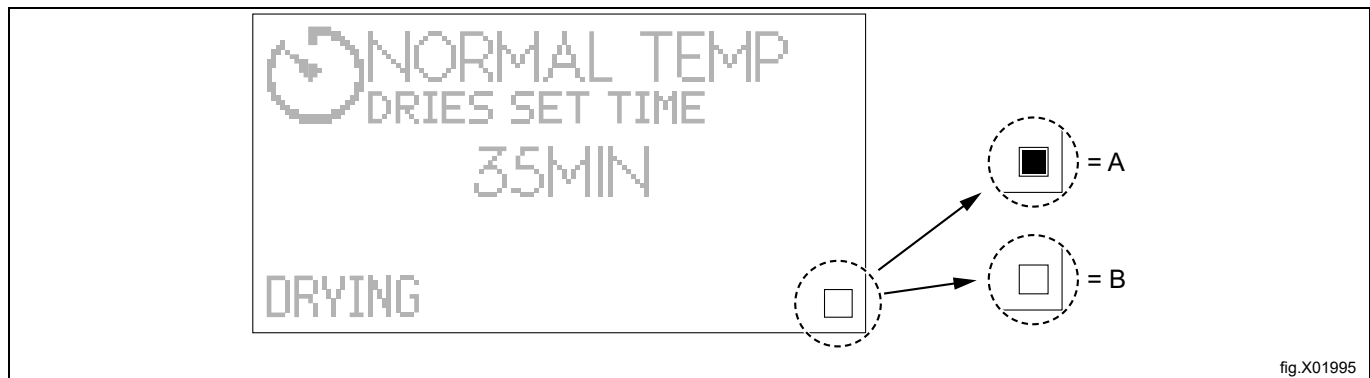 NORMAL TEMP
DRIES SET TIME
35MIN
DRYING
= A
= B
fig.X01995